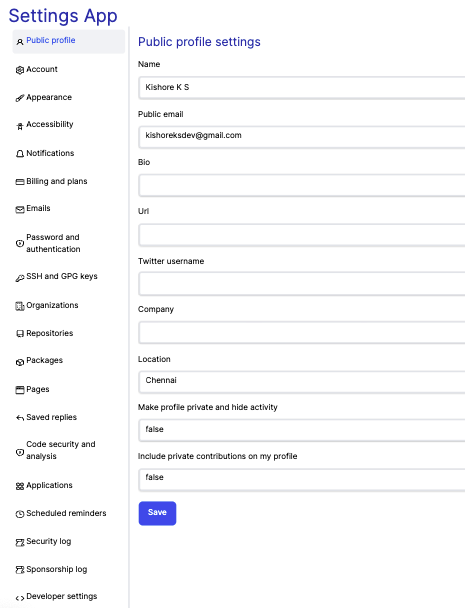 Settings App
Public profile
Account
Appearance
Accessibility
Notifications
Billing and plans
Emails
Password and
authentication
SSH and GPG keys
Organizations
Repositories
Packages
Pages
Saved replies
Code security and
analysis
Applications
Scheduled reminders
Security log
Sponsorship log
Developer settings
Public profile settings
Name
Kishore K S
Public email
kishoreksdev@gmail.com
Bio
Url
Twitter username
Company
Location
Chennai
Make profile private and hide activity
false
Include private contributions on my profile
false
Save